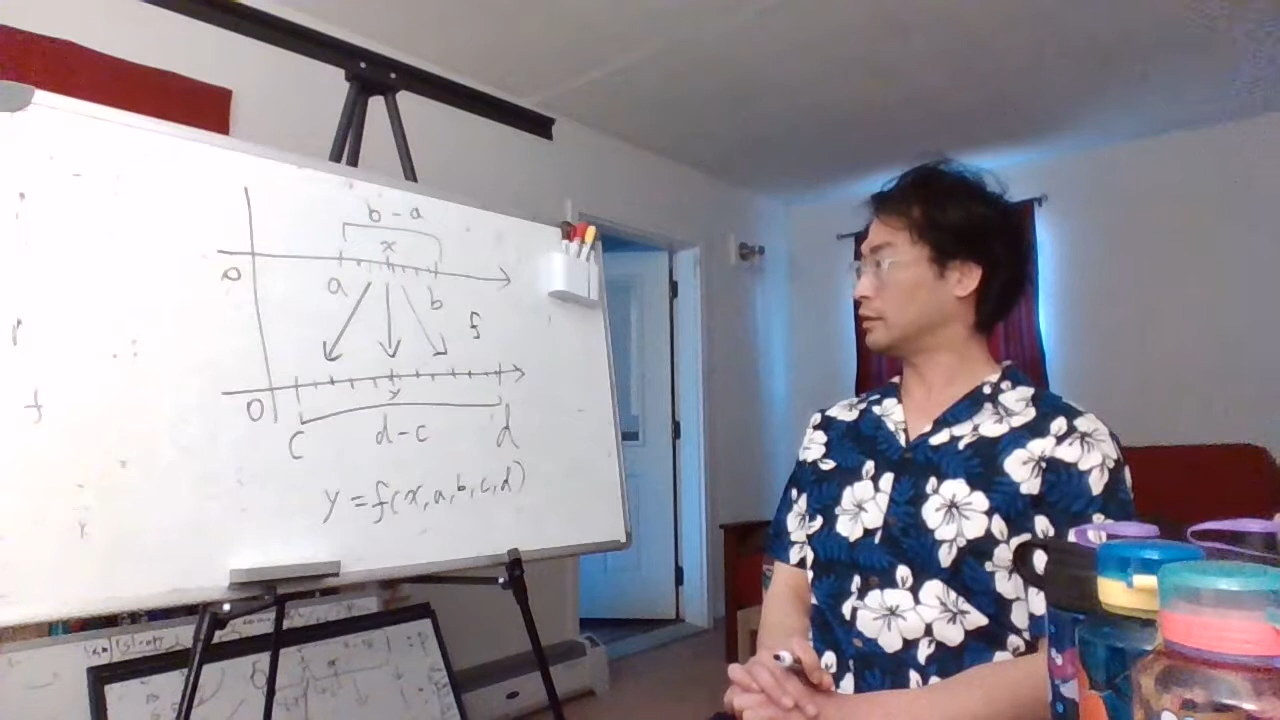 b - a
x
0
a
b
f
0
y
c
d - c
d
y = f(x, a, b, c, d)